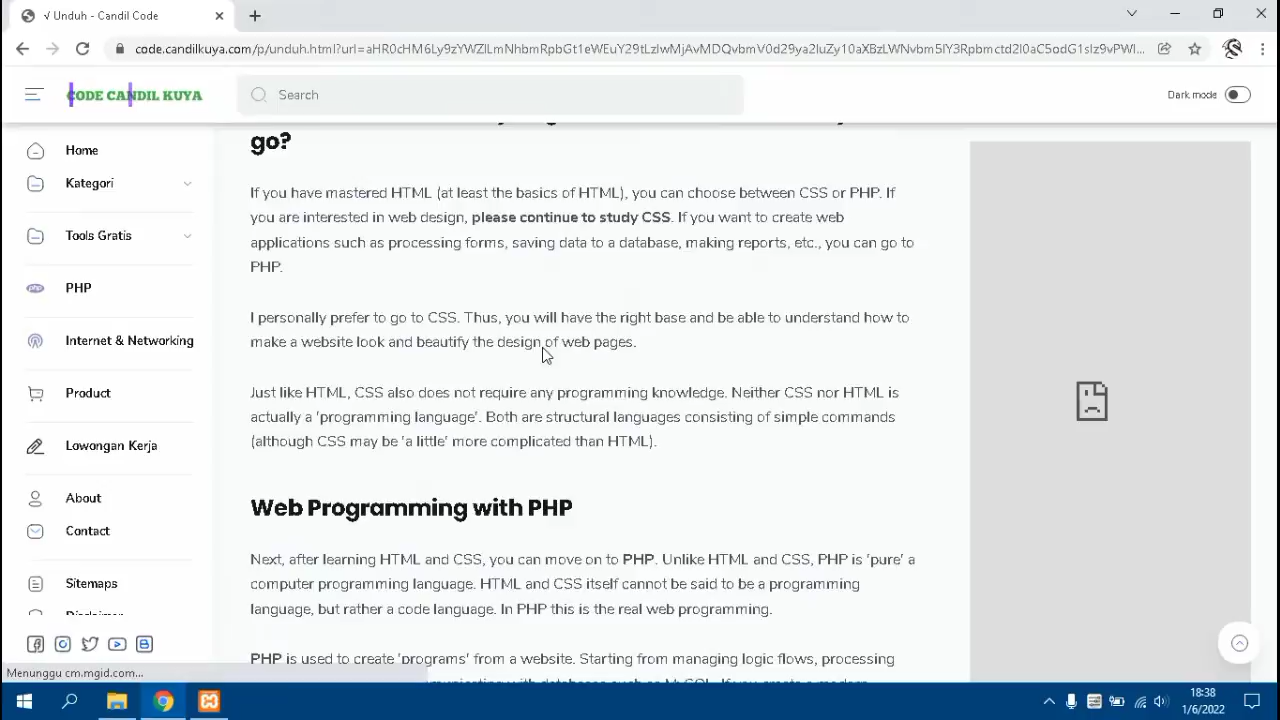 √ Unduh - Candil Code
code.candilkuya.com/p/unduh.html?url=
CODE CANDIL KUYA
Search
Dark mode
Home
Kategori
Tools Gratis
PHP
Internet & Networking
Product
Lowongan Kerja
About
Contact
Sitemaps
go?
If you have mastered HTML (at least the basics of HTML), you can choose between CSS or PHP. If
you are interested in web design, please continue to study CSS. If you want to create web
applications such as processing forms, saving data to a database, making reports, etc., you can go to
PHP.
I personally prefer to go to CSS. Thus, you will have the right base and be able to understand how to
make a website look and beautify the design of web pages.
Just like HTML, CSS also does not require any programming knowledge. Neither CSS nor HTML is
actually a 'programming language'. Both are structural languages consisting of simple commands
(although CSS may be 'a little' more complicated than HTML).
Web Programming with PHP
Next, after learning HTML and CSS, you can move on to PHP. Unlike HTML and CSS, PHP is 'pure' a
computer programming language. HTML and CSS itself cannot be said to be a programming
language, but rather a code language. In PHP this is the real web programming.
PHP is used to create 'programs' from a website. Starting from managing logic flows, processing
Menunggu cm.mgid.com...
18:38
1/6/2022